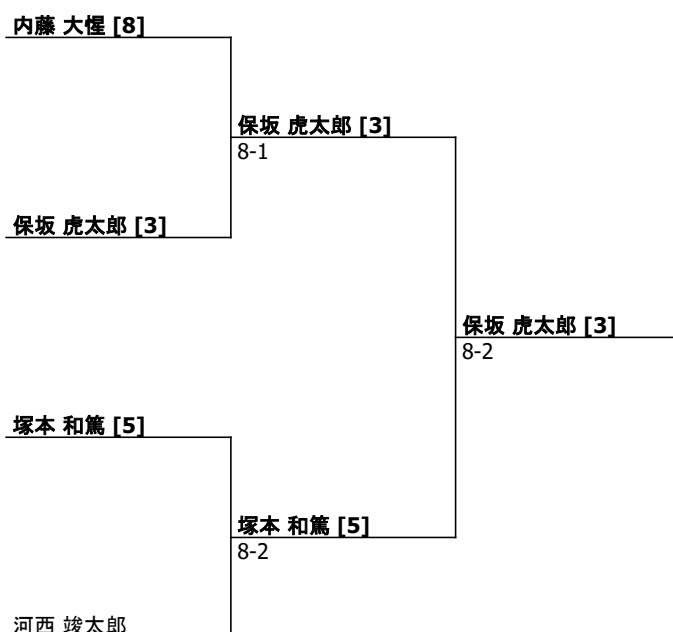 内藤 大惺 [8]
保坂 虎太郎 [3]
8-1
保坂 虎太郎 [3]
保坂 虎太郎 [3]
8-2
塚本 和篤 [5]
塚本 和篤 [5]
8-2
河西 竣太郎